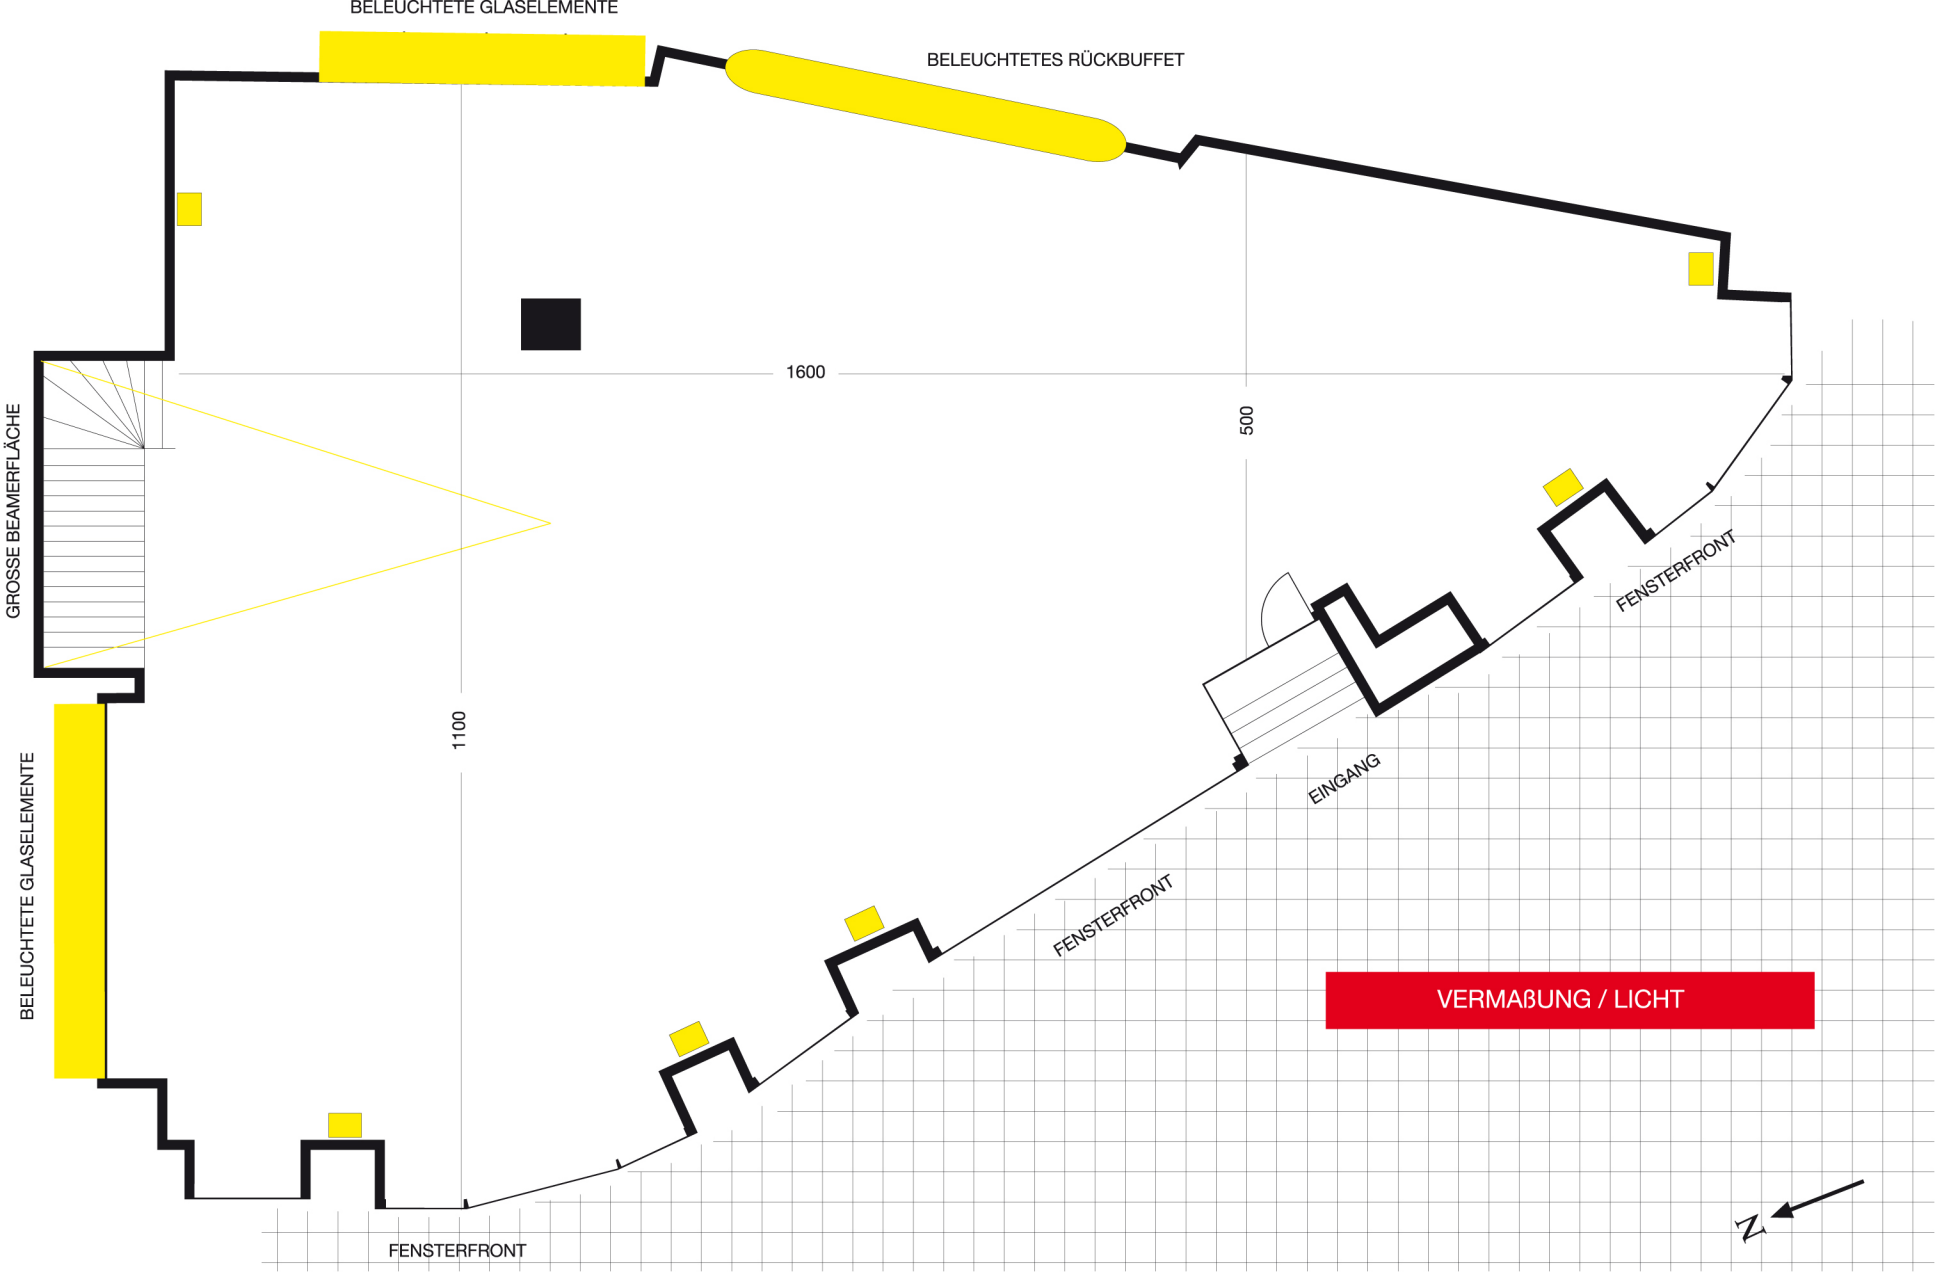 BELEUCHTETE GLASELEMENTE
BELEUCHTETES RÜCKBUFFET
1600
500
GROSSE BEAMERFLÄCHE
FENSTERFRONT
1100
EINGANG
BELEUCHTETE GLASELEMENTE
FENSTERFRONT
VERMAßUNG / LICHT
N
FENSTERFRONT